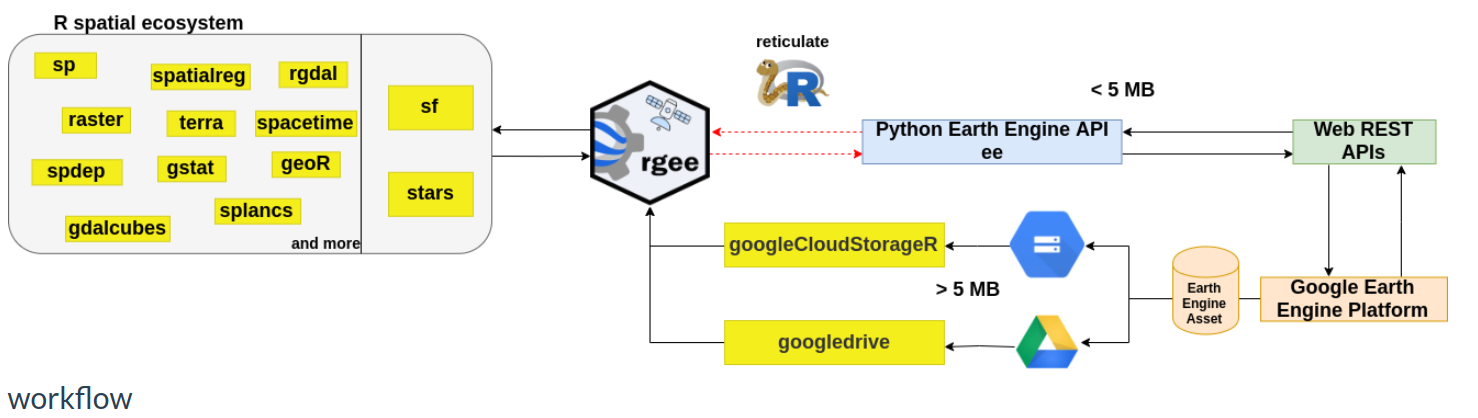 R spatial ecosystem
sp
spatialreg
rgdal
raster
terra
spacetime
spdep
gstat
geoR
splancs
gdalcubes
and more
sf
stars
rgee
reticulate
R
Python Earth Engine API
ee
< 5 MB
Web REST
APIs
googleCloudStorageR
> 5 MB
googledrive
Earth
Engine
Asset
Google Earth
Engine Platform
workflow